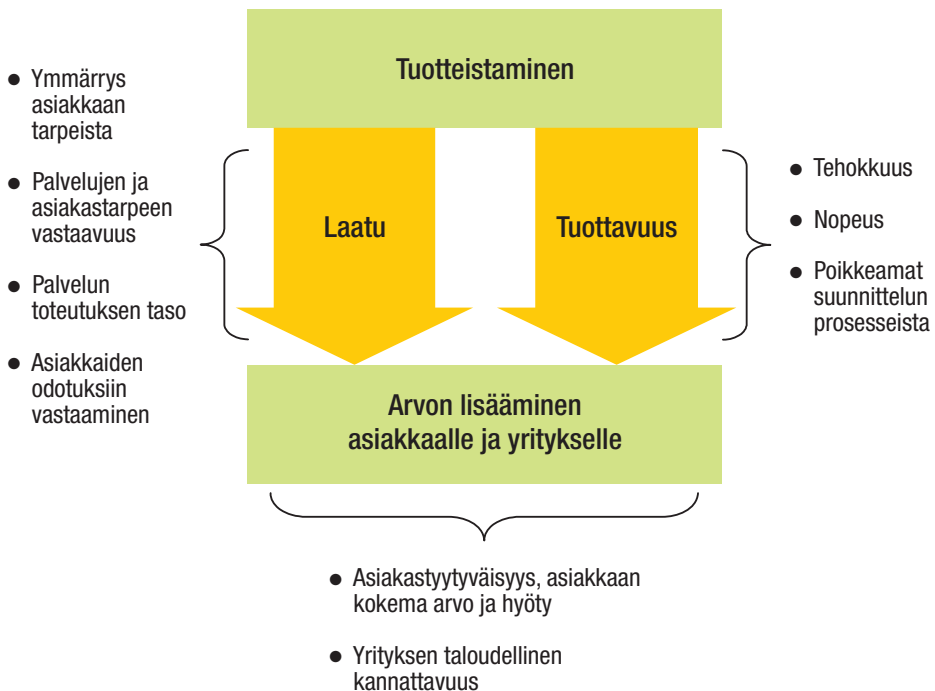 Tuotteistaminen
● Ymmärrys
asiakkaan
tarpeista
● Palvelujen ja
asiakastarpeen
vastaavuus
● Palvelun
toteutuksen taso
● Asiakkaiden
odotuksiin
vastaaminen
Laatu
Tuottavuus
● Tehokkuus
● Nopeus
● Poikkeamat
suunnittelun
prosesseista
Arvon lisääminen
asiakkaalle ja yritykselle
● Asiakastyytyväisyys, asiakkaan
kokema arvo ja hyöty
● Yrityksen taloudellinen
kannattavuus